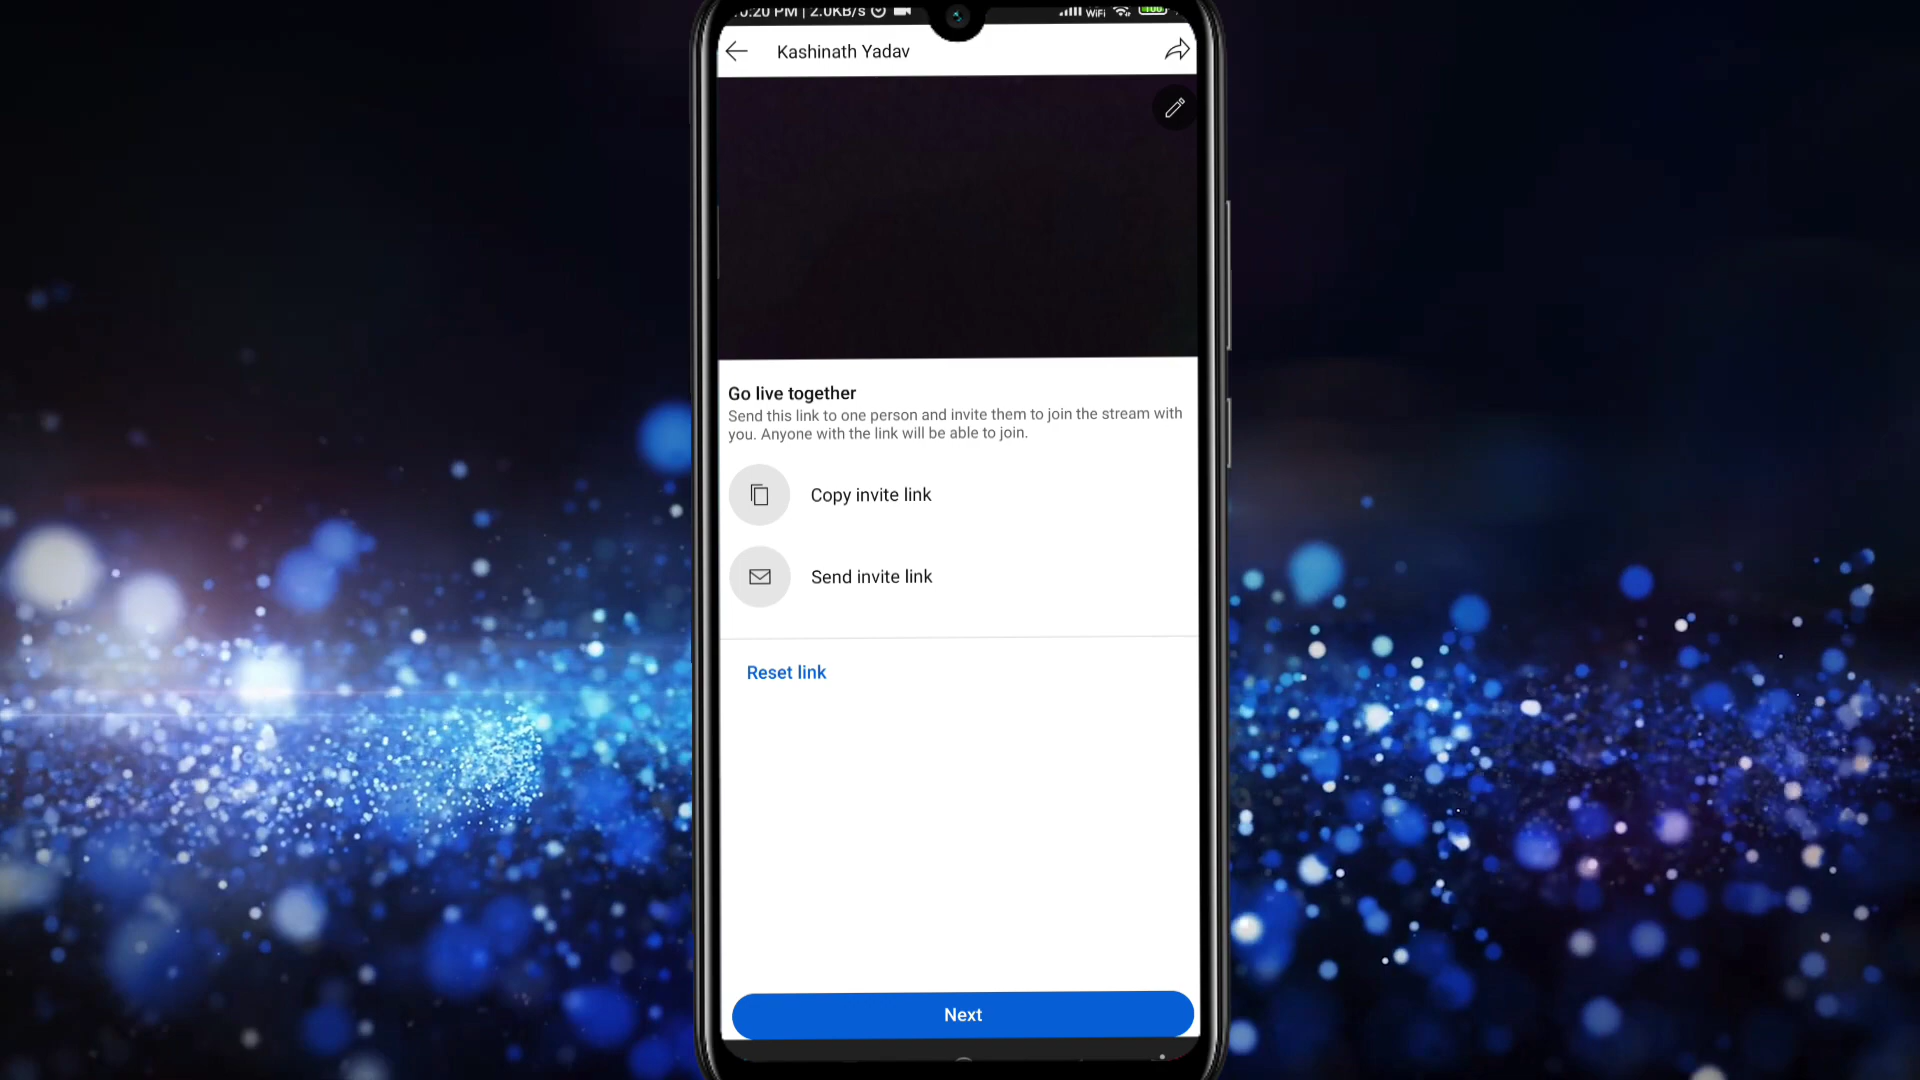 0:20 PM | 2.0KB/s
WiFi
100
Kashinath Yadav
Go live together
Send this link to one person and invite them to join the stream with
you. Anyone with the link will be able to join.
Copy invite link
Send invite link
Reset link
Next